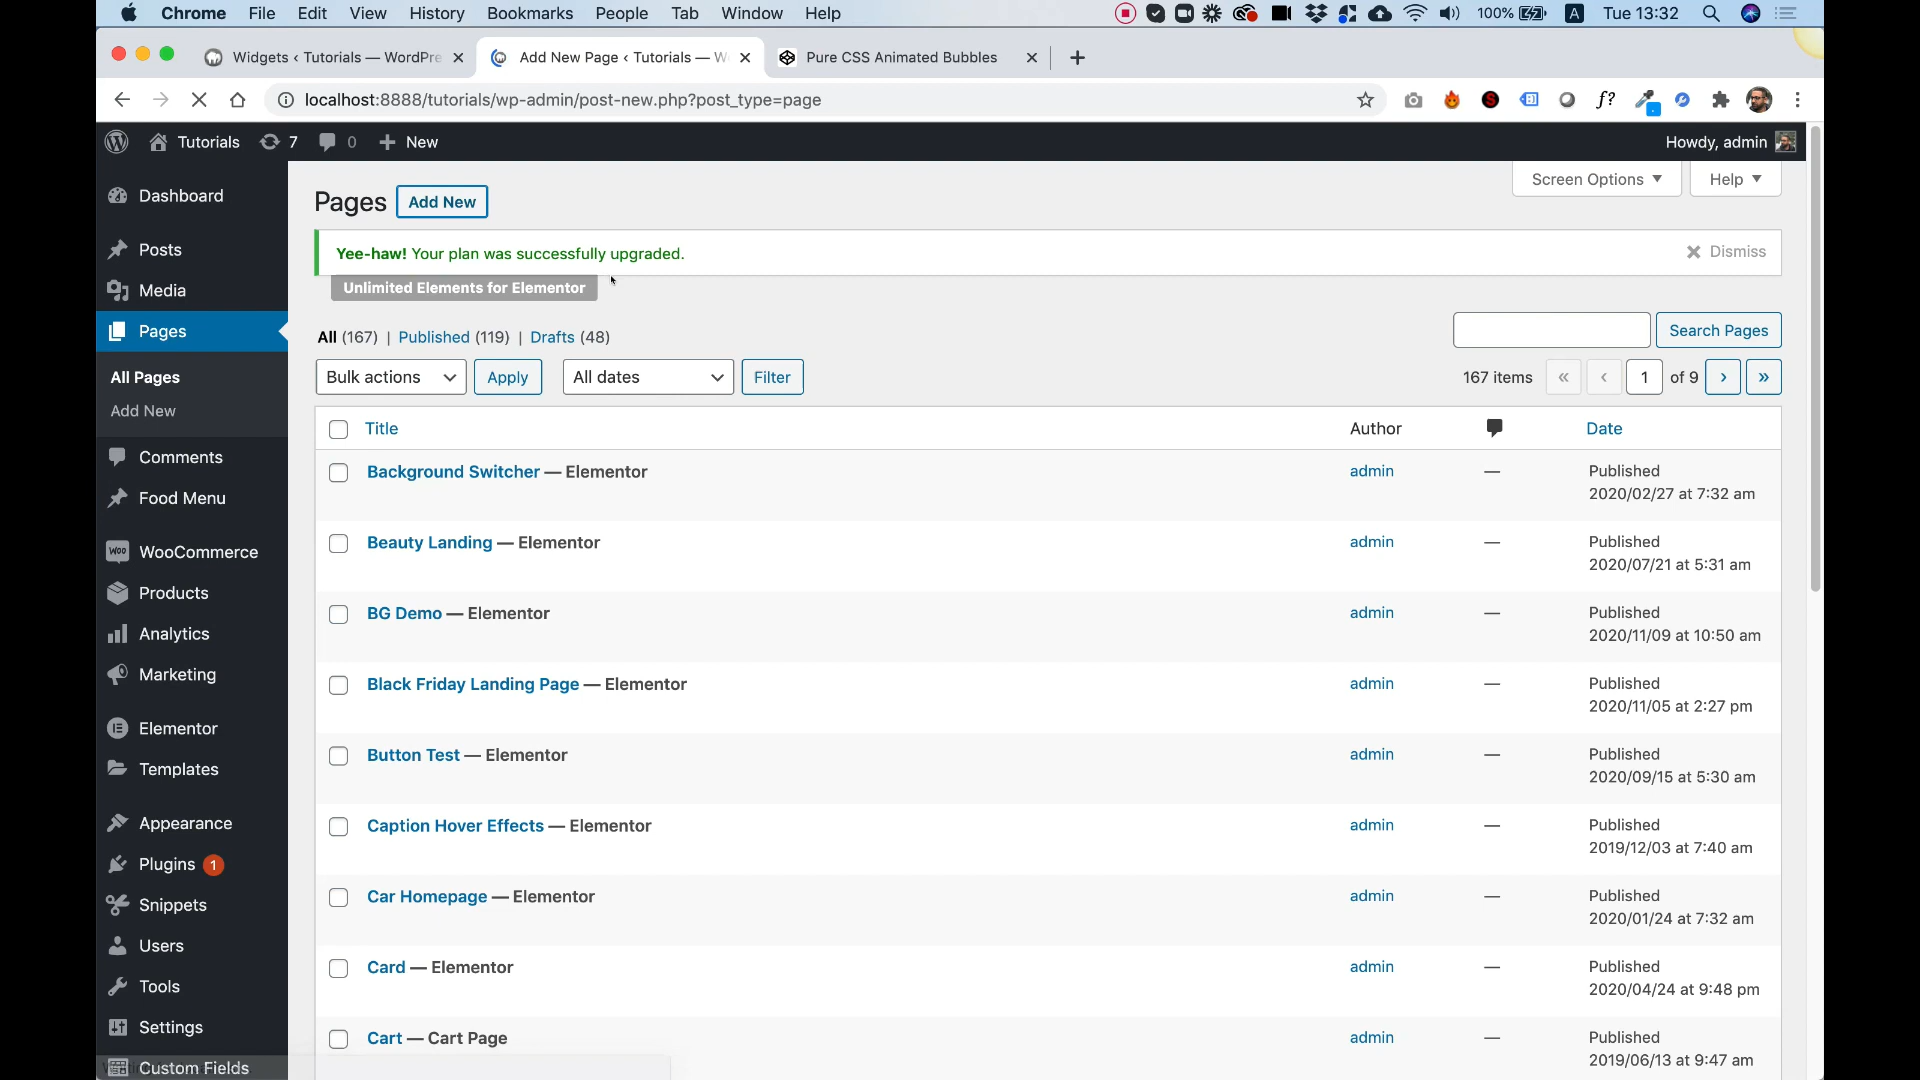 Chrome File Edit View History Bookmarks People Tab Window Help 100% A Tue 13:32
Widgets ‹ Tutorials — WordPre
Add New Page ‹ Tutorials — W
Pure CSS Animated Bubbles
localhost:8888/tutorials/wp-admin/post-new.php?post_type=page
f?
Tutorials 7 0 New
Howdy, admin
Dashboard
Posts
Media
Pages
All Pages
Add New
Comments
Food Menu
WooCommerce
Products
Analytics
Marketing
Elementor
Templates
Appearance
Plugins 1
Snippets
Users
Tools
Settings
Custom Fields
Screen Options
Help
Pages Add New
Yee-haw! Your plan was successfully upgraded.
Dismiss
Unlimited Elements for Elementor
All (167) | Published (119) | Drafts (48)
Search Pages
Bulk actions Apply All dates Filter
167 items « ‹ 1 of 9 › »
Title Author Date
Background Switcher — Elementor admin — Published
2020/02/27 at 7:32 am
Beauty Landing — Elementor admin — Published
2020/07/21 at 5:31 am
BG Demo — Elementor admin — Published
2020/11/09 at 10:50 am
Black Friday Landing Page — Elementor admin — Published
2020/11/05 at 2:27 pm
Button Test — Elementor admin — Published
2020/09/15 at 5:30 am
Caption Hover Effects — Elementor admin — Published
2019/12/03 at 7:40 am
Car Homepage — Elementor admin — Published
2020/01/24 at 7:32 am
Card — Elementor admin — Published
2020/04/24 at 9:48 pm
Cart — Cart Page admin — Published
2019/06/13 at 9:47 am